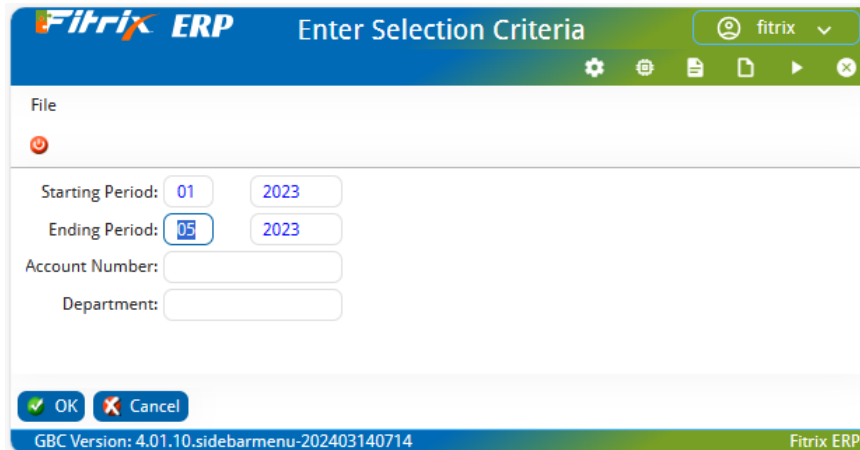 Fitrix ERP Enter Selection Criteria fitrix
File
Starting Period: 01 2023
Ending Period: 05 2023
Account Number:
Department:
OK Cancel
GBC Version: 4.01.10.sidebarmenu-202403140714 Fitrix ERP